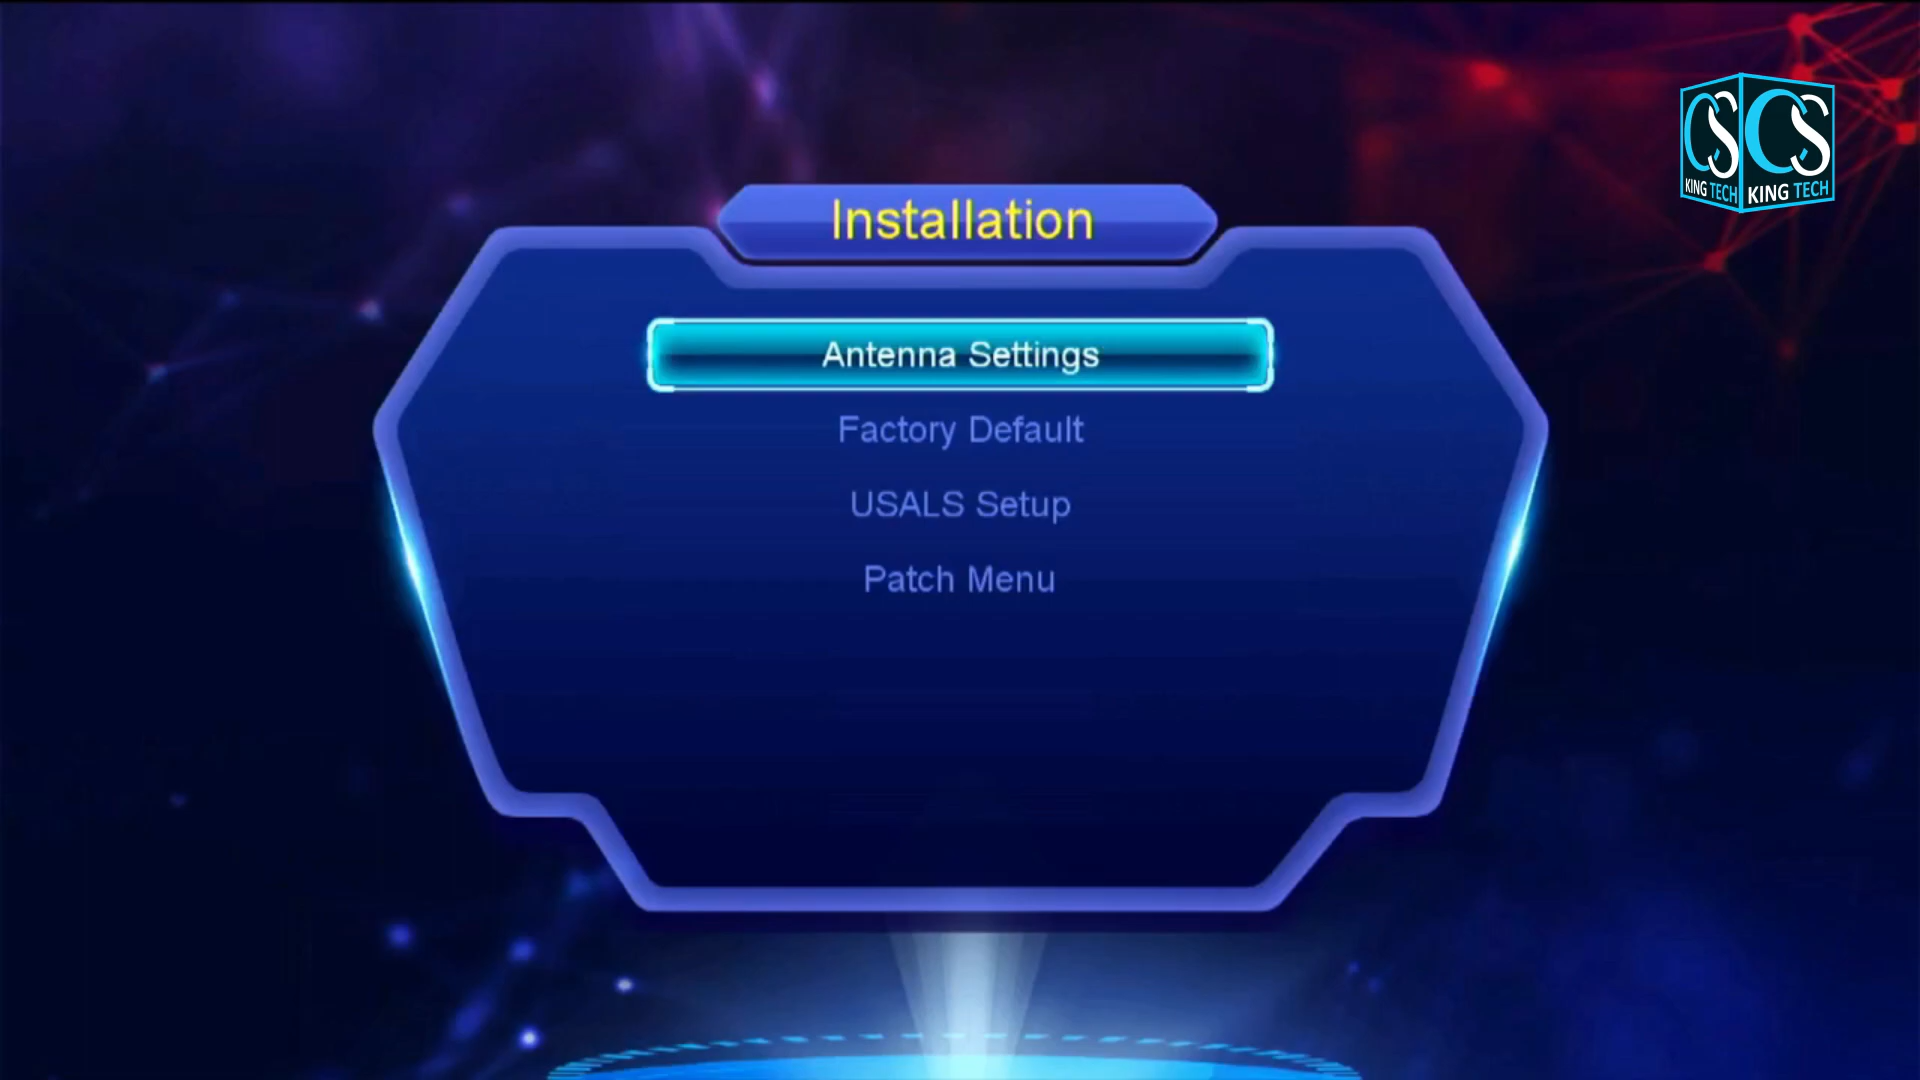 CS CS
KING TECH KING TECH
Installation
Antenna Settings
Factory Default
USALS Setup
Patch Menu